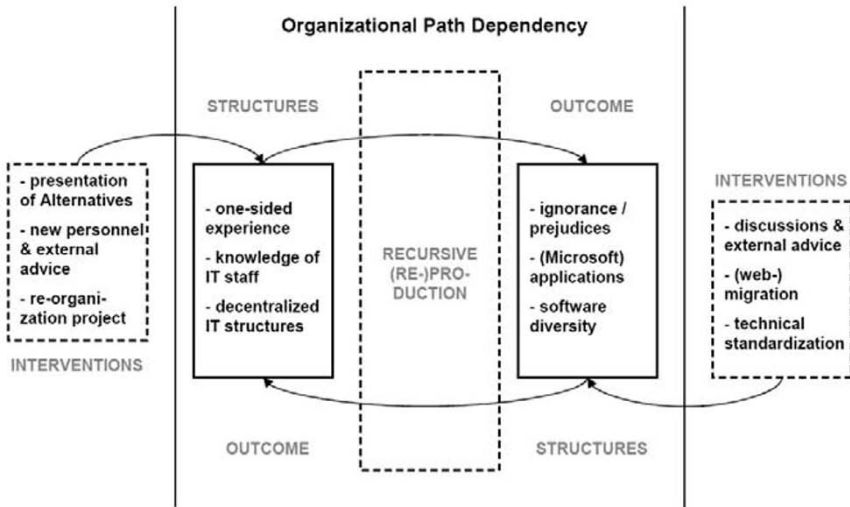 Organizational Path Dependency
STRUCTURES
OUTCOME
- presentation
of Alternatives
- new personnel
& external
advice
- re-organi-
zation project
INTERVENTIONS
- one-sided
experience
- knowledge of
IT staff
- decentralized
IT structures
RECURSIVE
(RE-)PRO-
DUCTION
- ignorance /
prejudices
- (Microsoft)
applications
- software
diversity
INTERVENTIONS
- discussions &
external advice
- (web-)
migration
- technical
standardization
OUTCOME
STRUCTURES